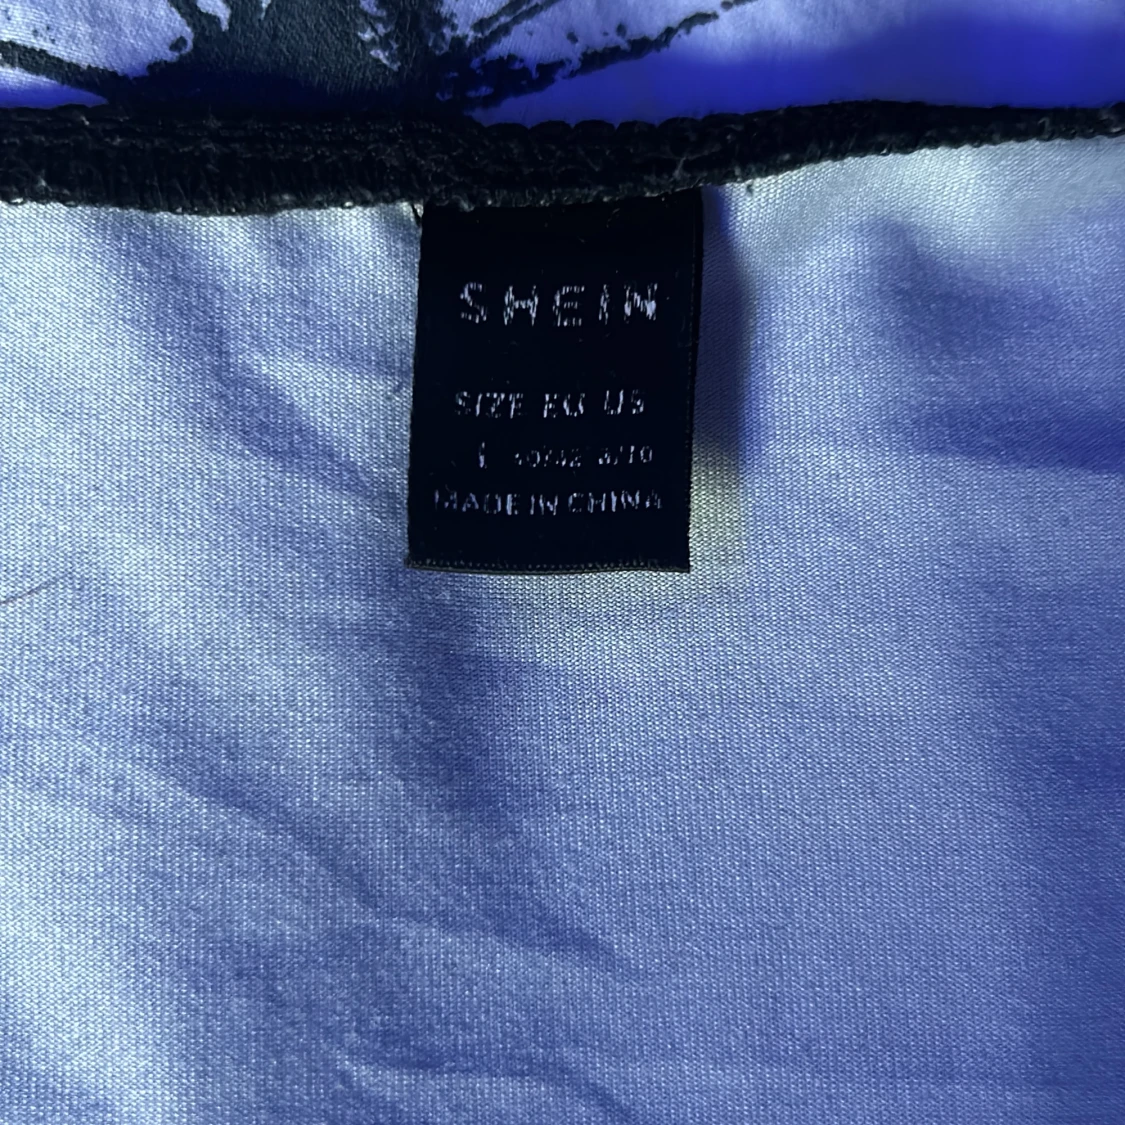 SHEIN
SIZE EU US
L 40/42 8/10
MADE IN CHINA